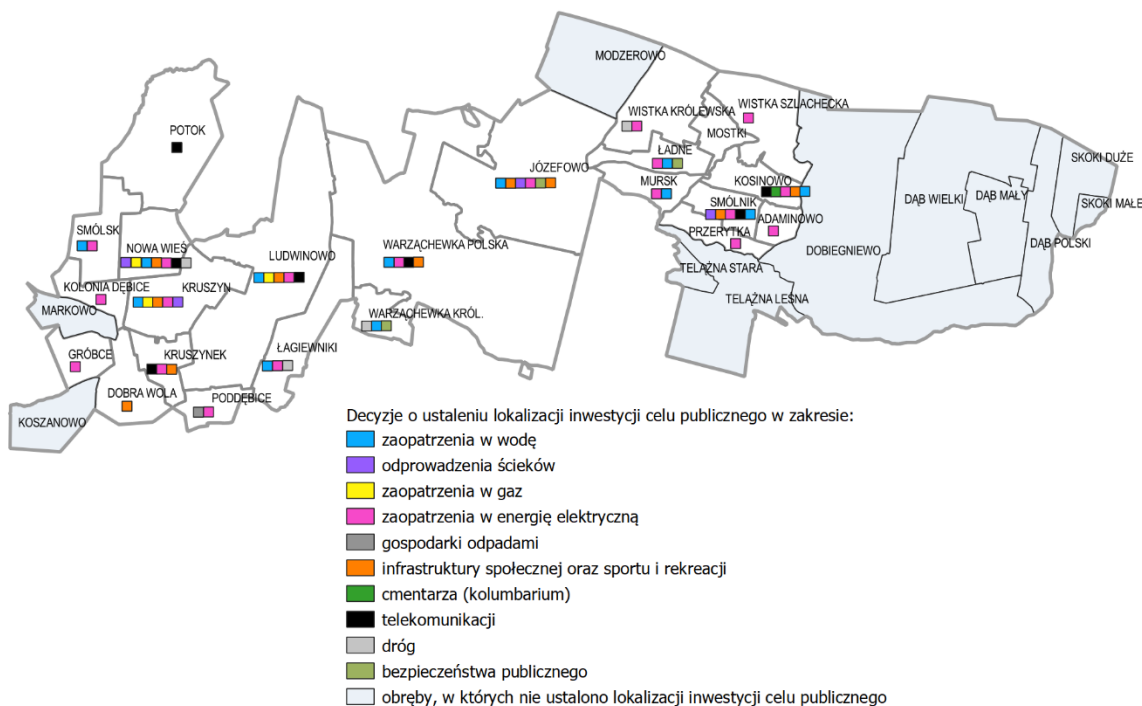 MODZEROWO
WISTKA KRÓLEWSKA
WISTKA SZLACHECKA
POTOK
MOSTKI
ŁADNE
SKOKI DUŻE
JÓZEFOWO
MURSK
KOSINOWO
DĄB WIELKI
DĄB MAŁY
SKOKI MAŁE
SMÓLNIK
ADAMINOWO
SMÓLSK
NOWA WIEŚ
LUDWINOWO
WARZĄCHEWKA POLSKA
PRZERYTKA
DOBIEGNIEWO
DĄB POLSKI
TELĄŻNA STARA
KOLONIA DĘBICE
KRUSZYN
TELĄŻNA LEŚNA
MARKOWO
WARZĄCHEWKA KRÓL.
GRÓBCE
KRUSZYNEK
ŁAGIEWNIKI
DOBRA WOLA
PODDĘBICE
KOSZANOWO
Decyzje o ustaleniu lokalizacji inwestycji celu publicznego w zakresie:
zaopatrzenia w wodę
odprowadzenia ścieków
zaopatrzenia w gaz
zaopatrzenia w energię elektryczną
gospodarki odpadami
infrastruktury społecznej oraz sportu i rekreacji
cmentarza (kolumbarium)
telekomunikacji
dróg
bezpieczeństwa publicznego
obręby, w których nie ustalono lokalizacji inwestycji celu publicznego